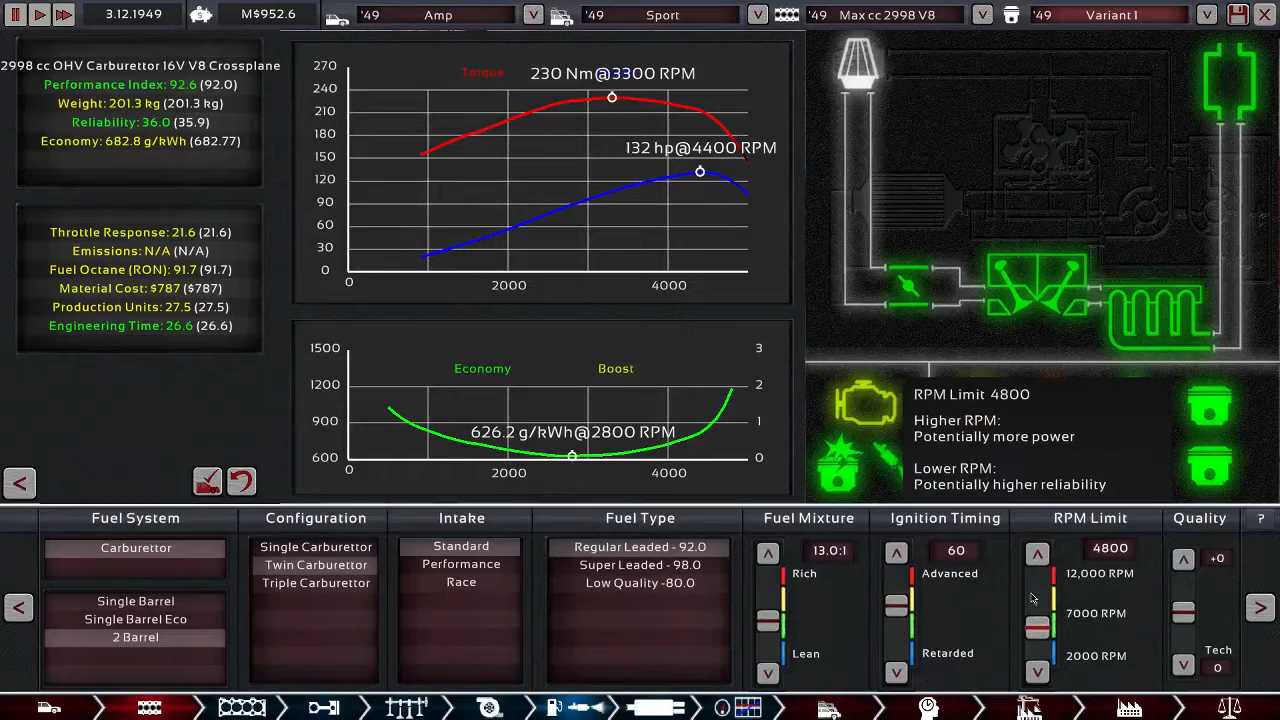 3.12.1949
M$952.6
'49 Amp
'49 Sport
'49 Max cc 2998 V8
'49 Variant 1
2998 cc OHV Carburettor 16V V8 Crossplane
Performance Index: 92.6 (92.0)
Weight: 201.3 kg (201.3 kg)
Reliability: 36.0 (35.9)
Economy: 682.8 g/kWh (682.77)
Throttle Response: 21.6 (21.6)
Emissions: N/A (N/A)
Fuel Octane (RON): 91.7 (91.7)
Material Cost: $787 ($787)
Production Units: 27.5 (27.5)
Engineering Time: 26.6 (26.6)
270
240
210
180
150
120
90
60
30
0
Torque
230 Nm@3300 RPM
132 hp@4400 RPM
0
2000
4000
1500
1200
900
600
3
2
1
0
Economy
Boost
626.2 g/kWh@2800 RPM
0
2000
4000
RPM Limit 4800
Higher RPM:
Potentially more power
Lower RPM:
Potentially higher reliability
<
Fuel System
Carburettor
Single Barrel
Single Barrel Eco
2 Barrel
Configuration
Single Carburettor
Twin Carburettor
Triple Carburettor
Intake
Standard
Performance
Race
Fuel Type
Regular Leaded - 92.0
Super Leaded - 98.0
Low Quality -80.0
Fuel Mixture
13.0:1
Rich
Lean
Ignition Timing
60
Advanced
Retarded
RPM Limit
4800
12,000 RPM
7000 RPM
2000 RPM
Quality
+0
Tech
0
?
<
>